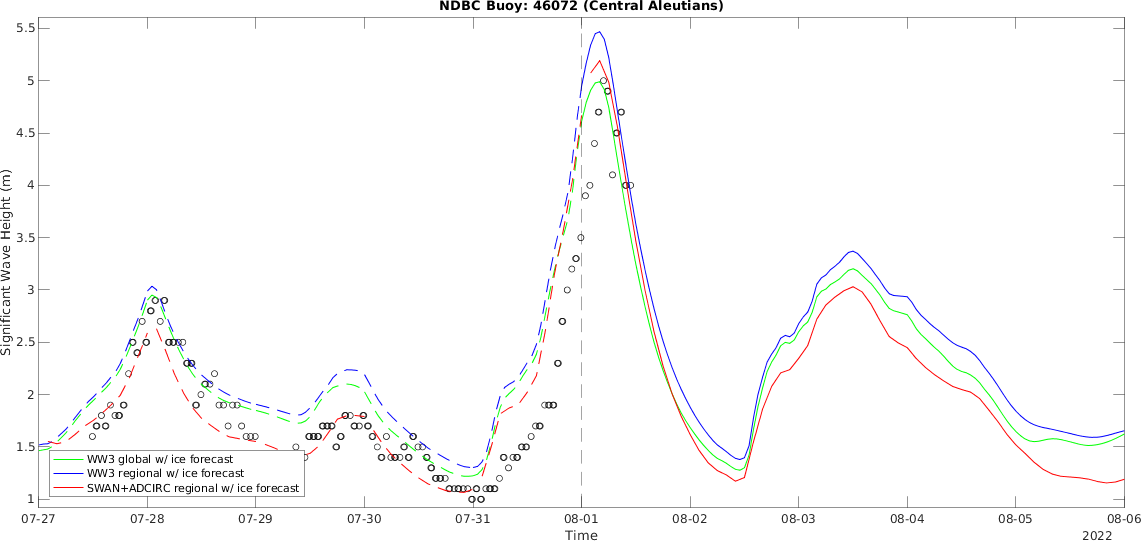 NDBC Buoy: 46072 (Central Aleutians)
5.5
5
4.5
4
3.5
3
2.5
2
1.5
1
Significant Wave Height (m)
WW3 global w/ ice forecast
WW3 regional w/ ice forecast
SWAN+ADCIRC regional w/ ice forecast
07-27 07-28 07-29 07-30 07-31 08-01 08-02 08-03 08-04 08-05 08-06
Time
2022